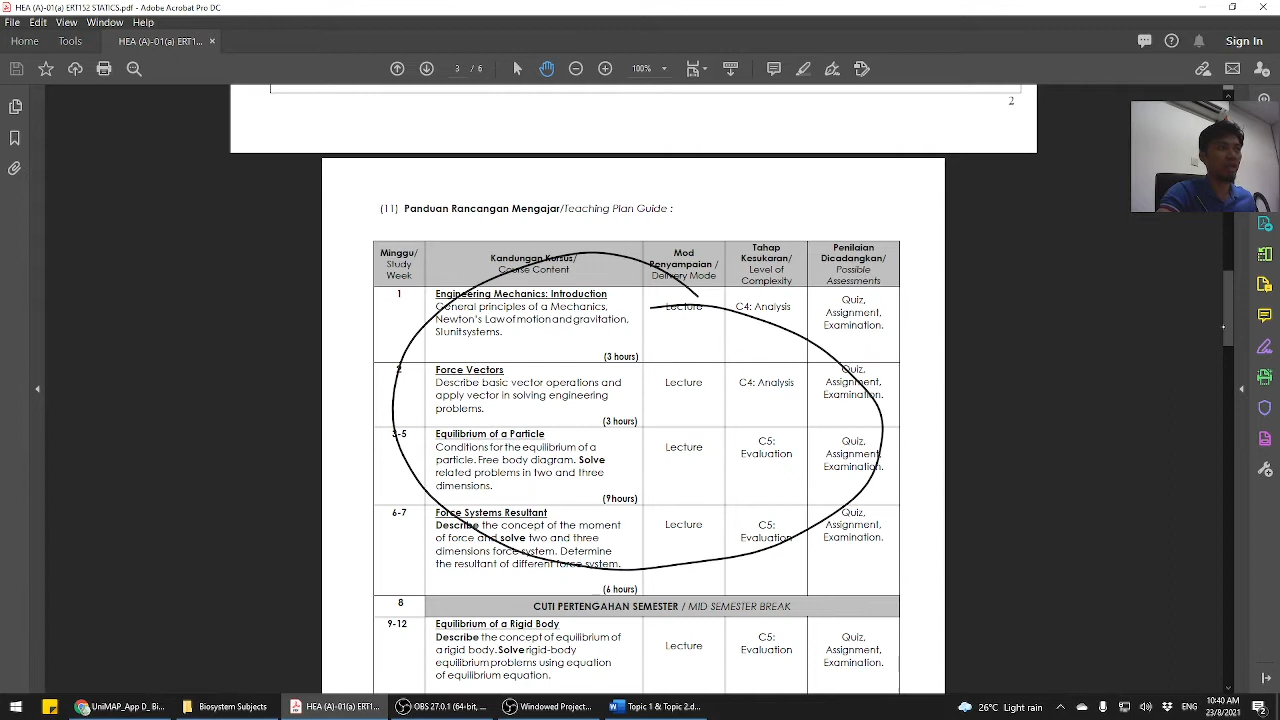 HEA (A)-01(a) ERT152 STATICS.pdf - Adobe Acrobat Pro DC
File Edit View Window Help
Home Tools HEA (A)-01(a) ERT1... × Sign In
3 / 6 100%
2
(11) Panduan Rancangan Mengajar/Teaching Plan Guide :
Minggu/
Study
Week
Kandungan Kursus/
Course Content
Mod
Penyampaian /
Delivery Mode
Tahap
Kesukaran/
Level of
Complexity
Penilaian
Dicadangkan/
Possible
Assessments
1
Engineering Mechanics: Introduction
General principles of a Mechanics,
Newton's Law of motion and gravitation,
SI unit systems.
(3 hours)
Lecture
C4: Analysis
Quiz,
Assignment,
Examination.
2
Force Vectors
Describe basic vector operations and
apply vector in solving engineering
problems.
(3 hours)
Lecture
C4: Analysis
Quiz,
Assignment,
Examination.
3-5
Equilibrium of a Particle
Conditions for the equilibrium of a
particle. Free body diagram. Solve
related problems in two and three
dimensions.
(9hours)
Lecture
C5:
Evaluation
Quiz,
Assignment,
Examination.
6-7
Force Systems Resultant
Describe the concept of the moment
of force and solve two and three
dimensions force system. Determine
the resultant of different force system.
(6 hours)
Lecture
C5:
Evaluation
Quiz,
Assignment,
Examination.
8
CUTI PERTENGAHAN SEMESTER / MID SEMESTER BREAK
9-12
Equilibrium of a Rigid Body
Describe the concept of equilibrium of
a rigid body. Solve rigid-body
equilibrium problems using equation
of equilibrium equation.
Lecture
C5:
Evaluation
Quiz,
Assignment,
Examination.
UniMAP_App D_Bi... Biosystem Subjects HEA (A)-01(a) ERT1... OBS 27.0.1 (64-bit, ... Windowed Projec... Topic 1 & Topic 2.d... 26°C Light rain
10:40 AM
23/8/2021